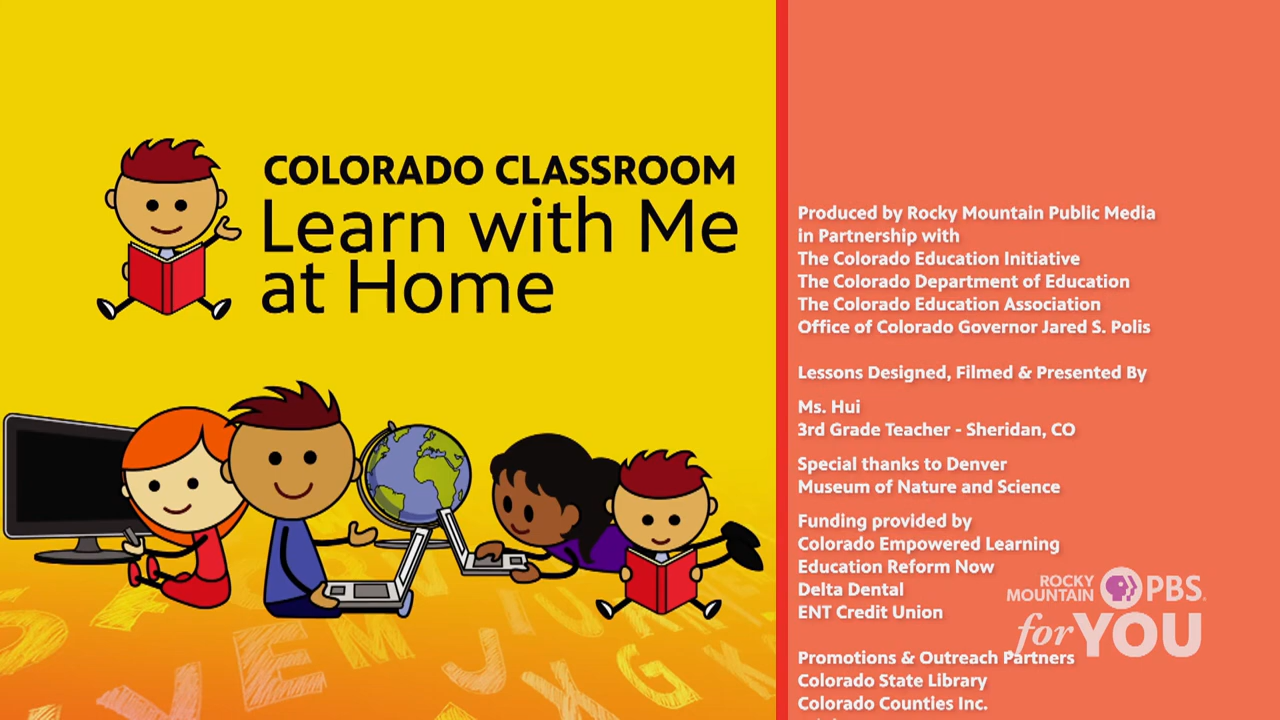 COLORADO CLASSROOM
Learn with Me
at Home
Produced by Rocky Mountain Public Media
in Partnership with
The Colorado Education Initiative
The Colorado Department of Education
The Colorado Education Association
Office of Colorado Governor Jared S. Polis
Lessons Designed, Filmed & Presented By
Ms. Hui
3rd Grade Teacher - Sheridan, CO
Special thanks to Denver
Museum of Nature and Science
Funding provided by
Colorado Empowered Learning
Education Reform Now
Delta Dental
ENT Credit Union
Promotions & Outreach Partners
Colorado State Library
Colorado Counties Inc.
ROCKY
MOUNTAIN PBS
for YOU